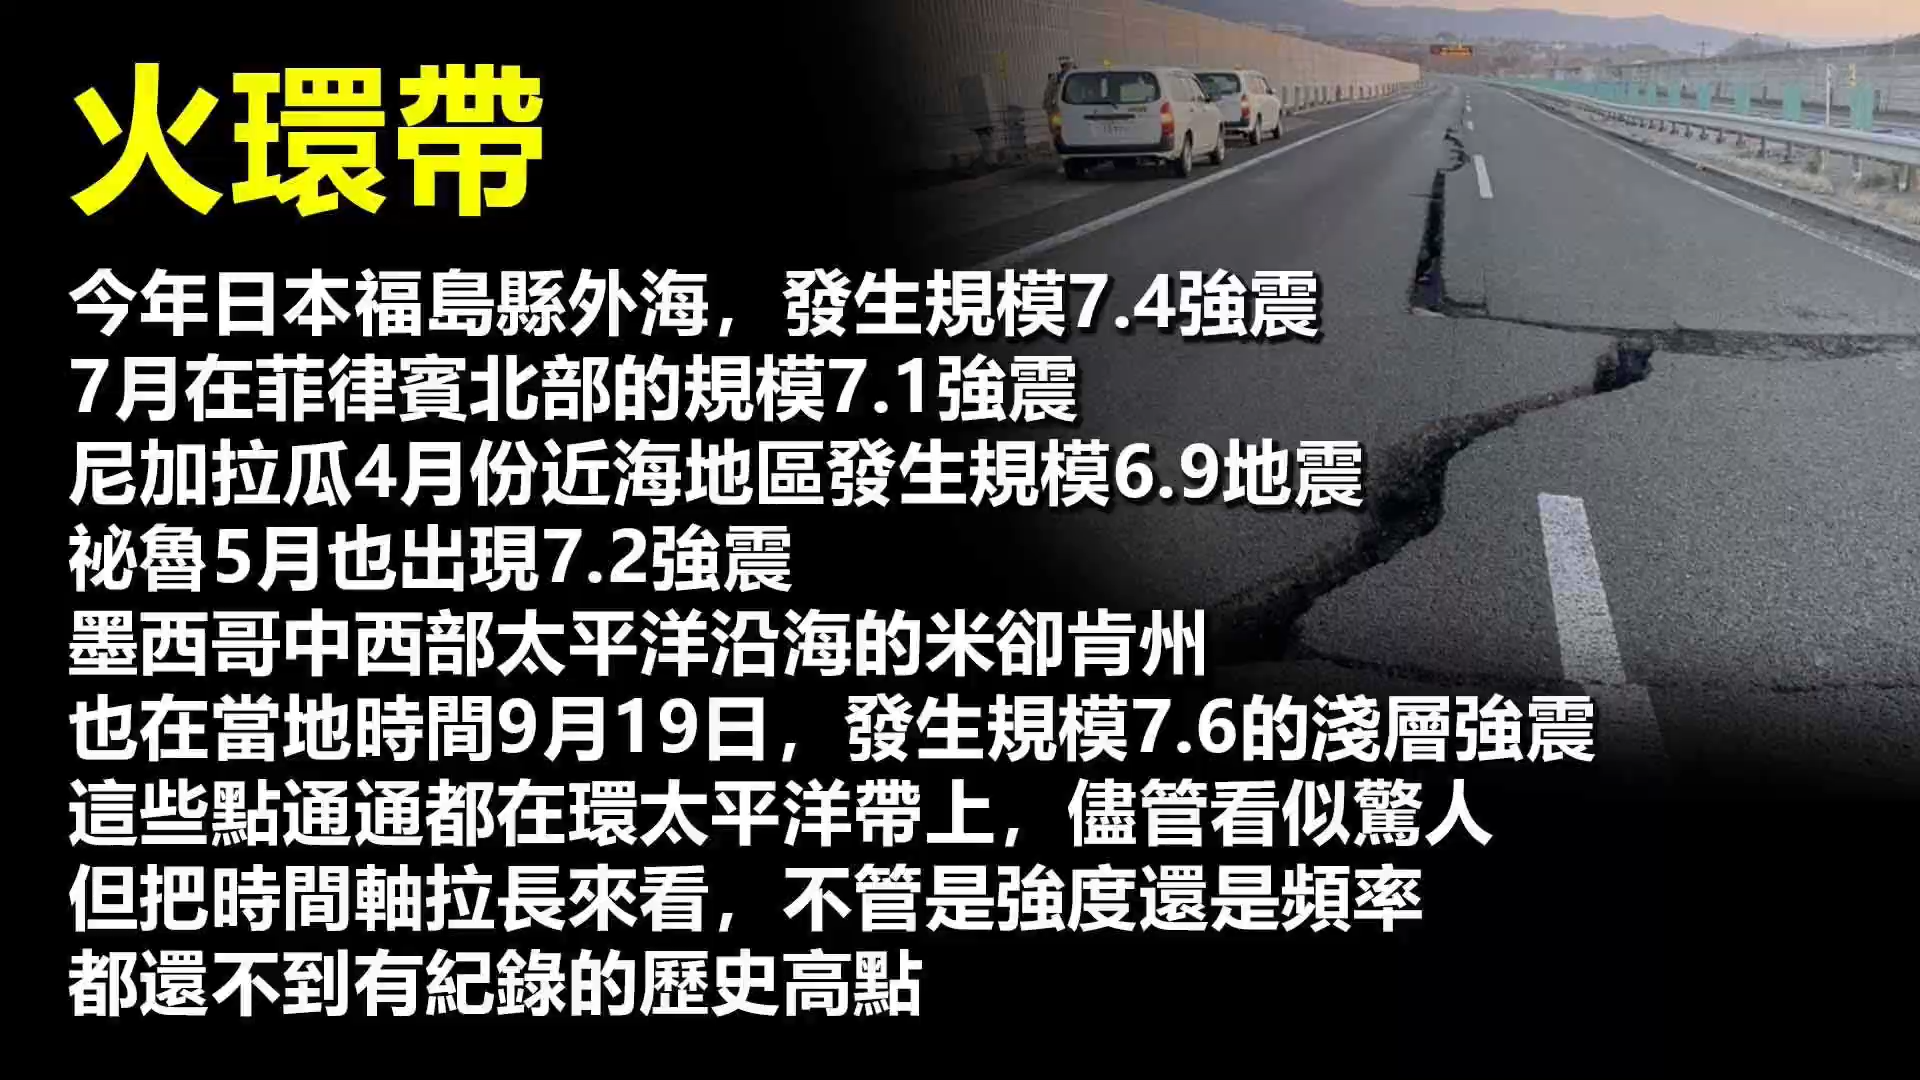 火環帶
今年日本福島縣外海，發生規模7.4強震
7月在菲律賓北部的規模7.1強震
尼加拉瓜4月份近海地區發生規模6.9地震
祕魯5月也出現7.2強震
墨西哥中西部太平洋沿海的米卻肯州
也在當地時間9月19日，發生規模7.6的淺層強震
這些點通通都在環太平洋帶上，儘管看似驚人
但把時間軸拉長來看，不管是強度還是頻率
都還不到有紀錄的歷史高點